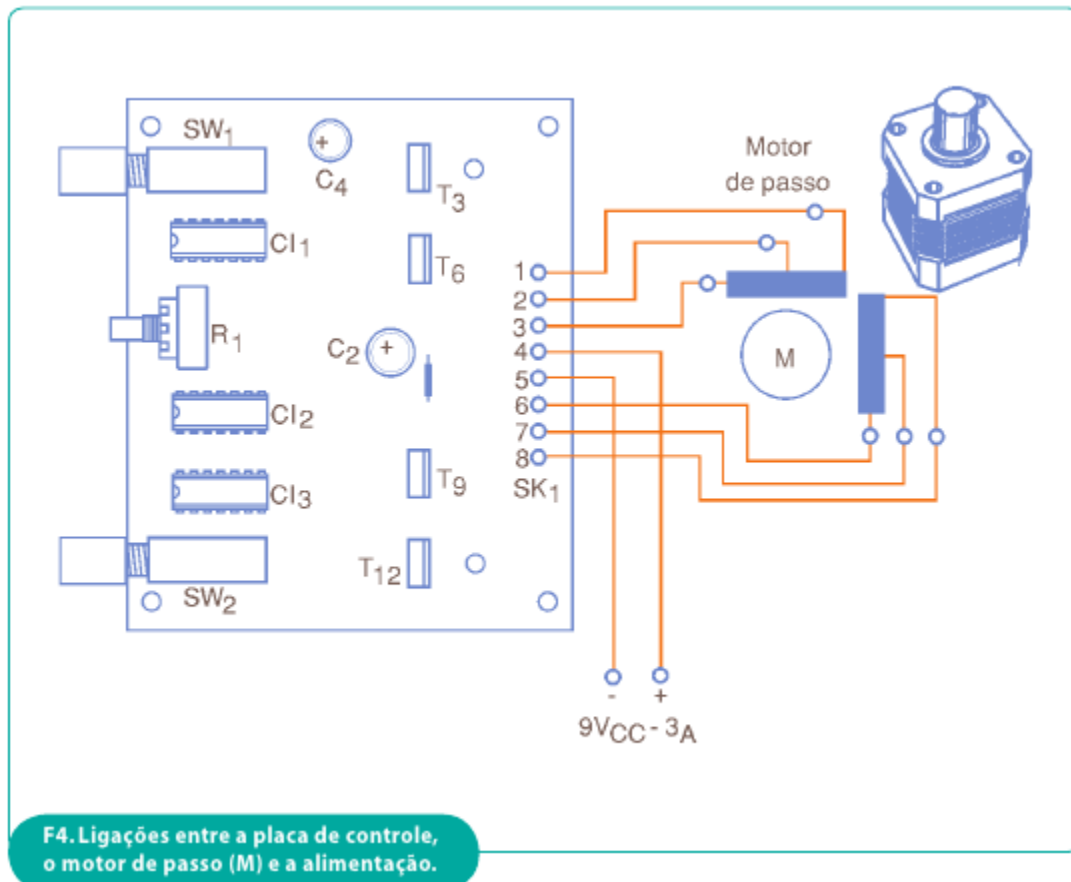 SW1
C4
T3
Motor
de passo
CI1
T6
1
2
3
4
5
6
7
8
SK1
R1
C2
M
CI2
CI3
T9
T12
SW2
- +
9VCC - 3A
F4. Ligações entre a placa de controle,
o motor de passo (M) e a alimentação.